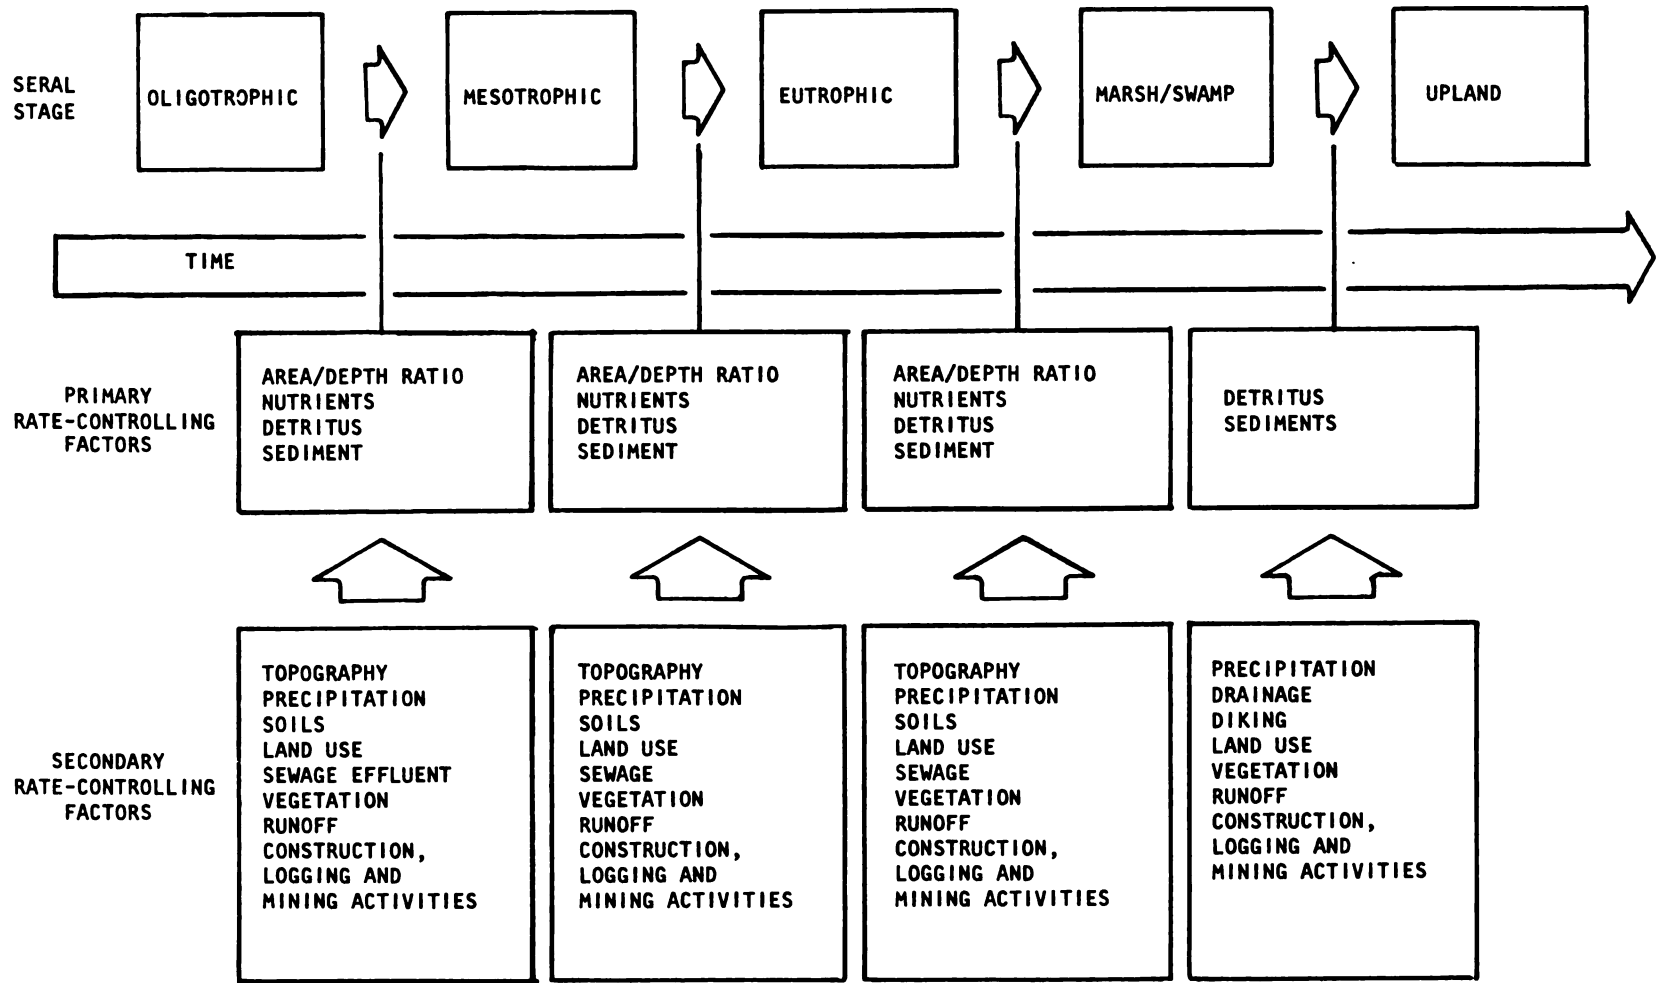 SERAL
STAGE
OLIGOTROPHIC
MESOTROPHIC
EUTROPHIC
MARSH/SWAMP
UPLAND
TIME
PRIMARY
RATE-CONTROLLING
FACTORS
AREA/DEPTH RATIO
NUTRIENTS
DETRITUS
SEDIMENT
AREA/DEPTH RATIO
NUTRIENTS
DETRITUS
SEDIMENT
AREA/DEPTH RATIO
NUTRIENTS
DETRITUS
SEDIMENT
DETRITUS
SEDIMENTS
SECONDARY
RATE-CONTROLLING
FACTORS
TOPOGRAPHY
PRECIPITATION
SOILS
LAND USE
SEWAGE EFFLUENT
VEGETATION
RUNOFF
CONSTRUCTION,
LOGGING AND
MINING ACTIVITIES
TOPOGRAPHY
PRECIPITATION
SOILS
LAND USE
SEWAGE
VEGETATION
RUNOFF
CONSTRUCTION,
LOGGING AND
MINING ACTIVITIES
TOPOGRAPHY
PRECIPITATION
SOILS
LAND USE
SEWAGE
VEGETATION
RUNOFF
CONSTRUCTION,
LOGGING AND
MINING ACTIVITIES
PRECIPITATION
DRAINAGE
DIKING
LAND USE
VEGETATION
RUNOFF
CONSTRUCTION,
LOGGING AND
MINING ACTIVITIES